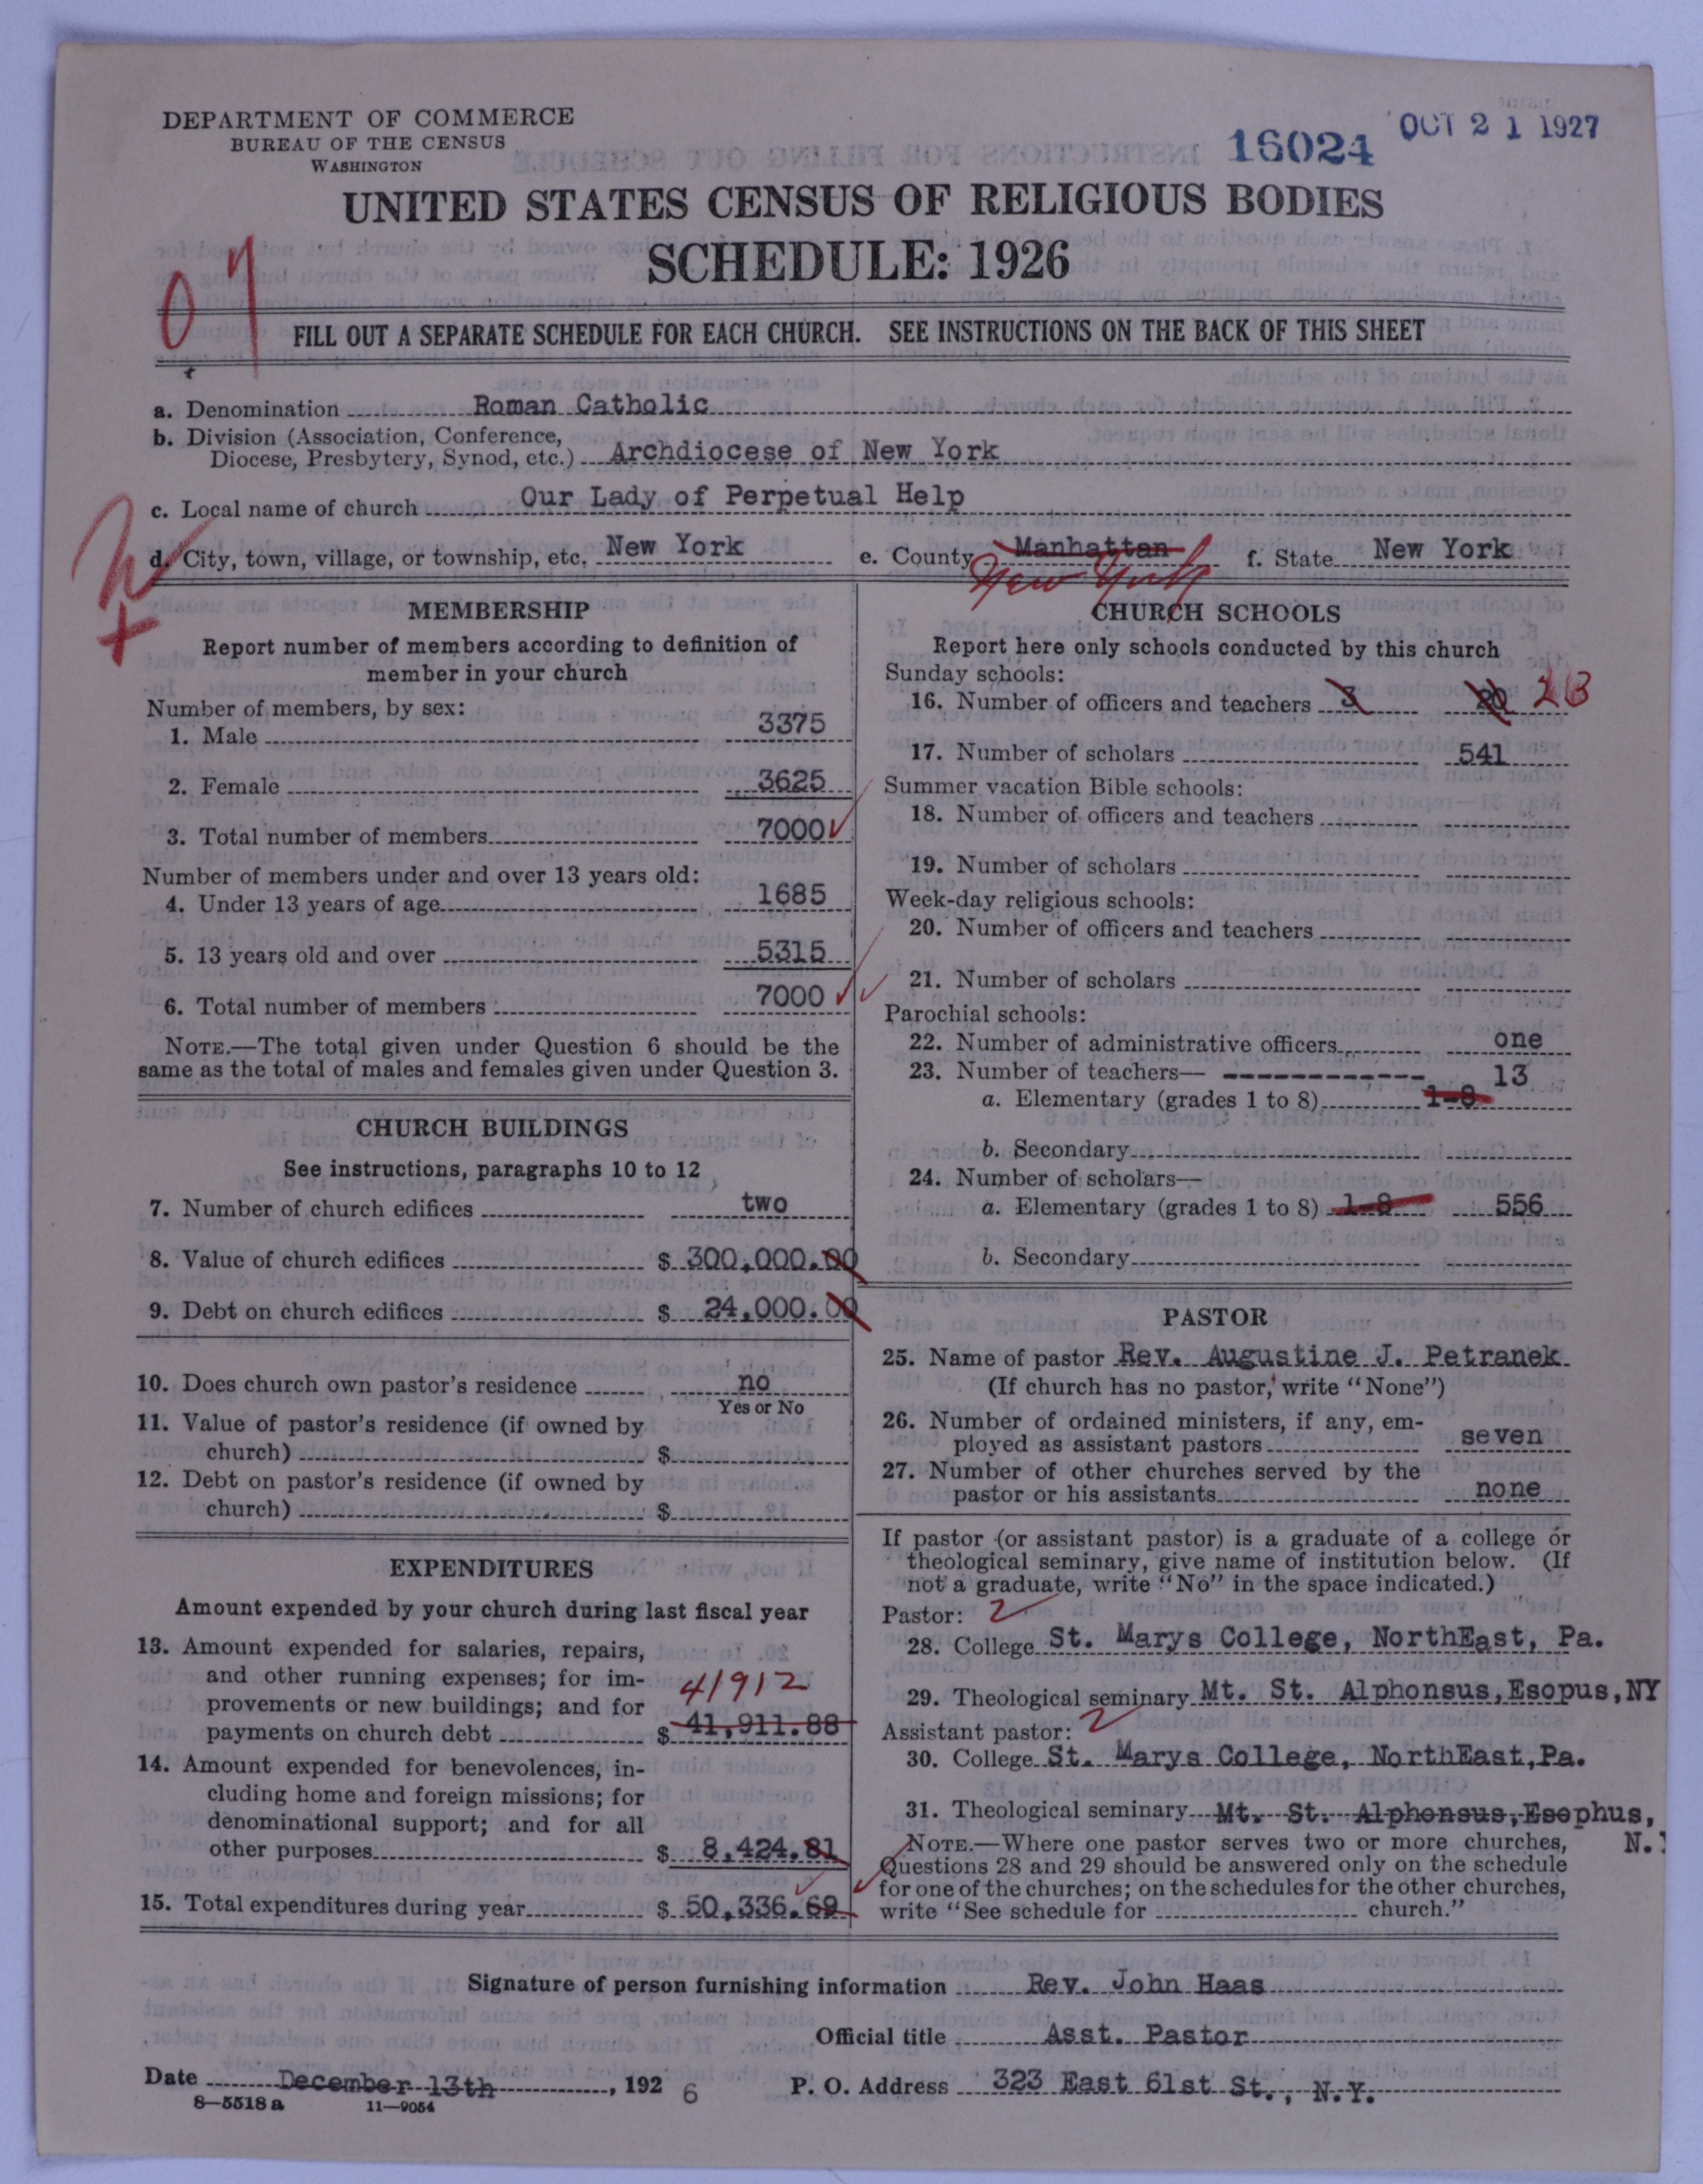 DEPARTMENT OF COMMERCE
BUREAU OF THE CENSUS
WASHINGTON
16024 OCT 21 1927
UNITED STATES CENSUS OF RELIGIOUS BODIES
SCHEDULE: 1926
07
FILL OUT A SEPARATE SCHEDULE FOR EACH CHURCH. SEE INSTRUCTIONS ON THE BACK OF THIS SHEET
a. Denomination Roman Catholic
b. Division (Association, Conference,
Diocese, Presbytery, Synod, etc.) Archdiocese of New York
c. Local name of church Our Lady of Perpetual Help
d. City, town, village, or township, etc. New York e. County Manhattan f. State New York
New York
MEMBERSHIP
Report number of members according to definition of
member in your church
Number of members, by sex:
1. Male 3375
2. Female 3625
3. Total number of members 7000
Number of members under and over 13 years old:
4. Under 13 years of age 1685
5. 13 years old and over 5315
6. Total number of members 7000
NOTE.—The total given under Question 6 should be the
same as the total of males and females given under Question 3.
CHURCH BUILDINGS
See instructions, paragraphs 10 to 12
7. Number of church edifices two
8. Value of church edifices $ 300,000.00
9. Debt on church edifices $ 24,000.00
10. Does church own pastor's residence no
Yes or No
11. Value of pastor's residence (if owned by
church) $
12. Debt on pastor's residence (if owned by
church) $
EXPENDITURES
Amount expended by your church during last fiscal year
13. Amount expended for salaries, repairs,
and other running expenses; for im-
provements or new buildings; and for 41912
payments on church debt $ 41,911.88
14. Amount expended for benevolences, in-
cluding home and foreign missions; for
denominational support; and for all
other purposes $ 8,424.81
15. Total expenditures during year $ 50,336.69
CHURCH SCHOOLS
Report here only schools conducted by this church
Sunday schools:
16. Number of officers and teachers 3 20 23
17. Number of scholars 541
Summer vacation Bible schools:
18. Number of officers and teachers
19. Number of scholars
Week-day religious schools:
20. Number of officers and teachers
21. Number of scholars
Parochial schools:
22. Number of administrative officers one
23. Number of teachers— 13
a. Elementary (grades 1 to 8) 1-8
b. Secondary
24. Number of scholars—
a. Elementary (grades 1 to 8) 1-8 556
b. Secondary
PASTOR
25. Name of pastor Rev. Augustine J. Petranek
(If church has no pastor, write "None")
26. Number of ordained ministers, if any, em-
ployed as assistant pastors seven
27. Number of other churches served by the
pastor or his assistants none
If pastor (or assistant pastor) is a graduate of a college or
theological seminary, give name of institution below. (If
not a graduate, write "No" in the space indicated.)
Pastor: 2
28. College St. Marys College, NorthEast, Pa.
29. Theological seminary Mt. St. Alphonsus, Esopus, NY
Assistant pastor: 2
30. College St. Marys College, NorthEast, Pa.
31. Theological seminary Mt. St. Alphonsus, Esophus,
N.
NOTE.—Where one pastor serves two or more churches,
Questions 28 and 29 should be answered only on the schedule
for one of the churches; on the schedules for the other churches,
write "See schedule for church."
Signature of person furnishing information Rev. John Haas
Official title Asst. Pastor
Date December 13th, 1926 P. O. Address 323 East 61st St., N.Y.
8—5518a 11—9054